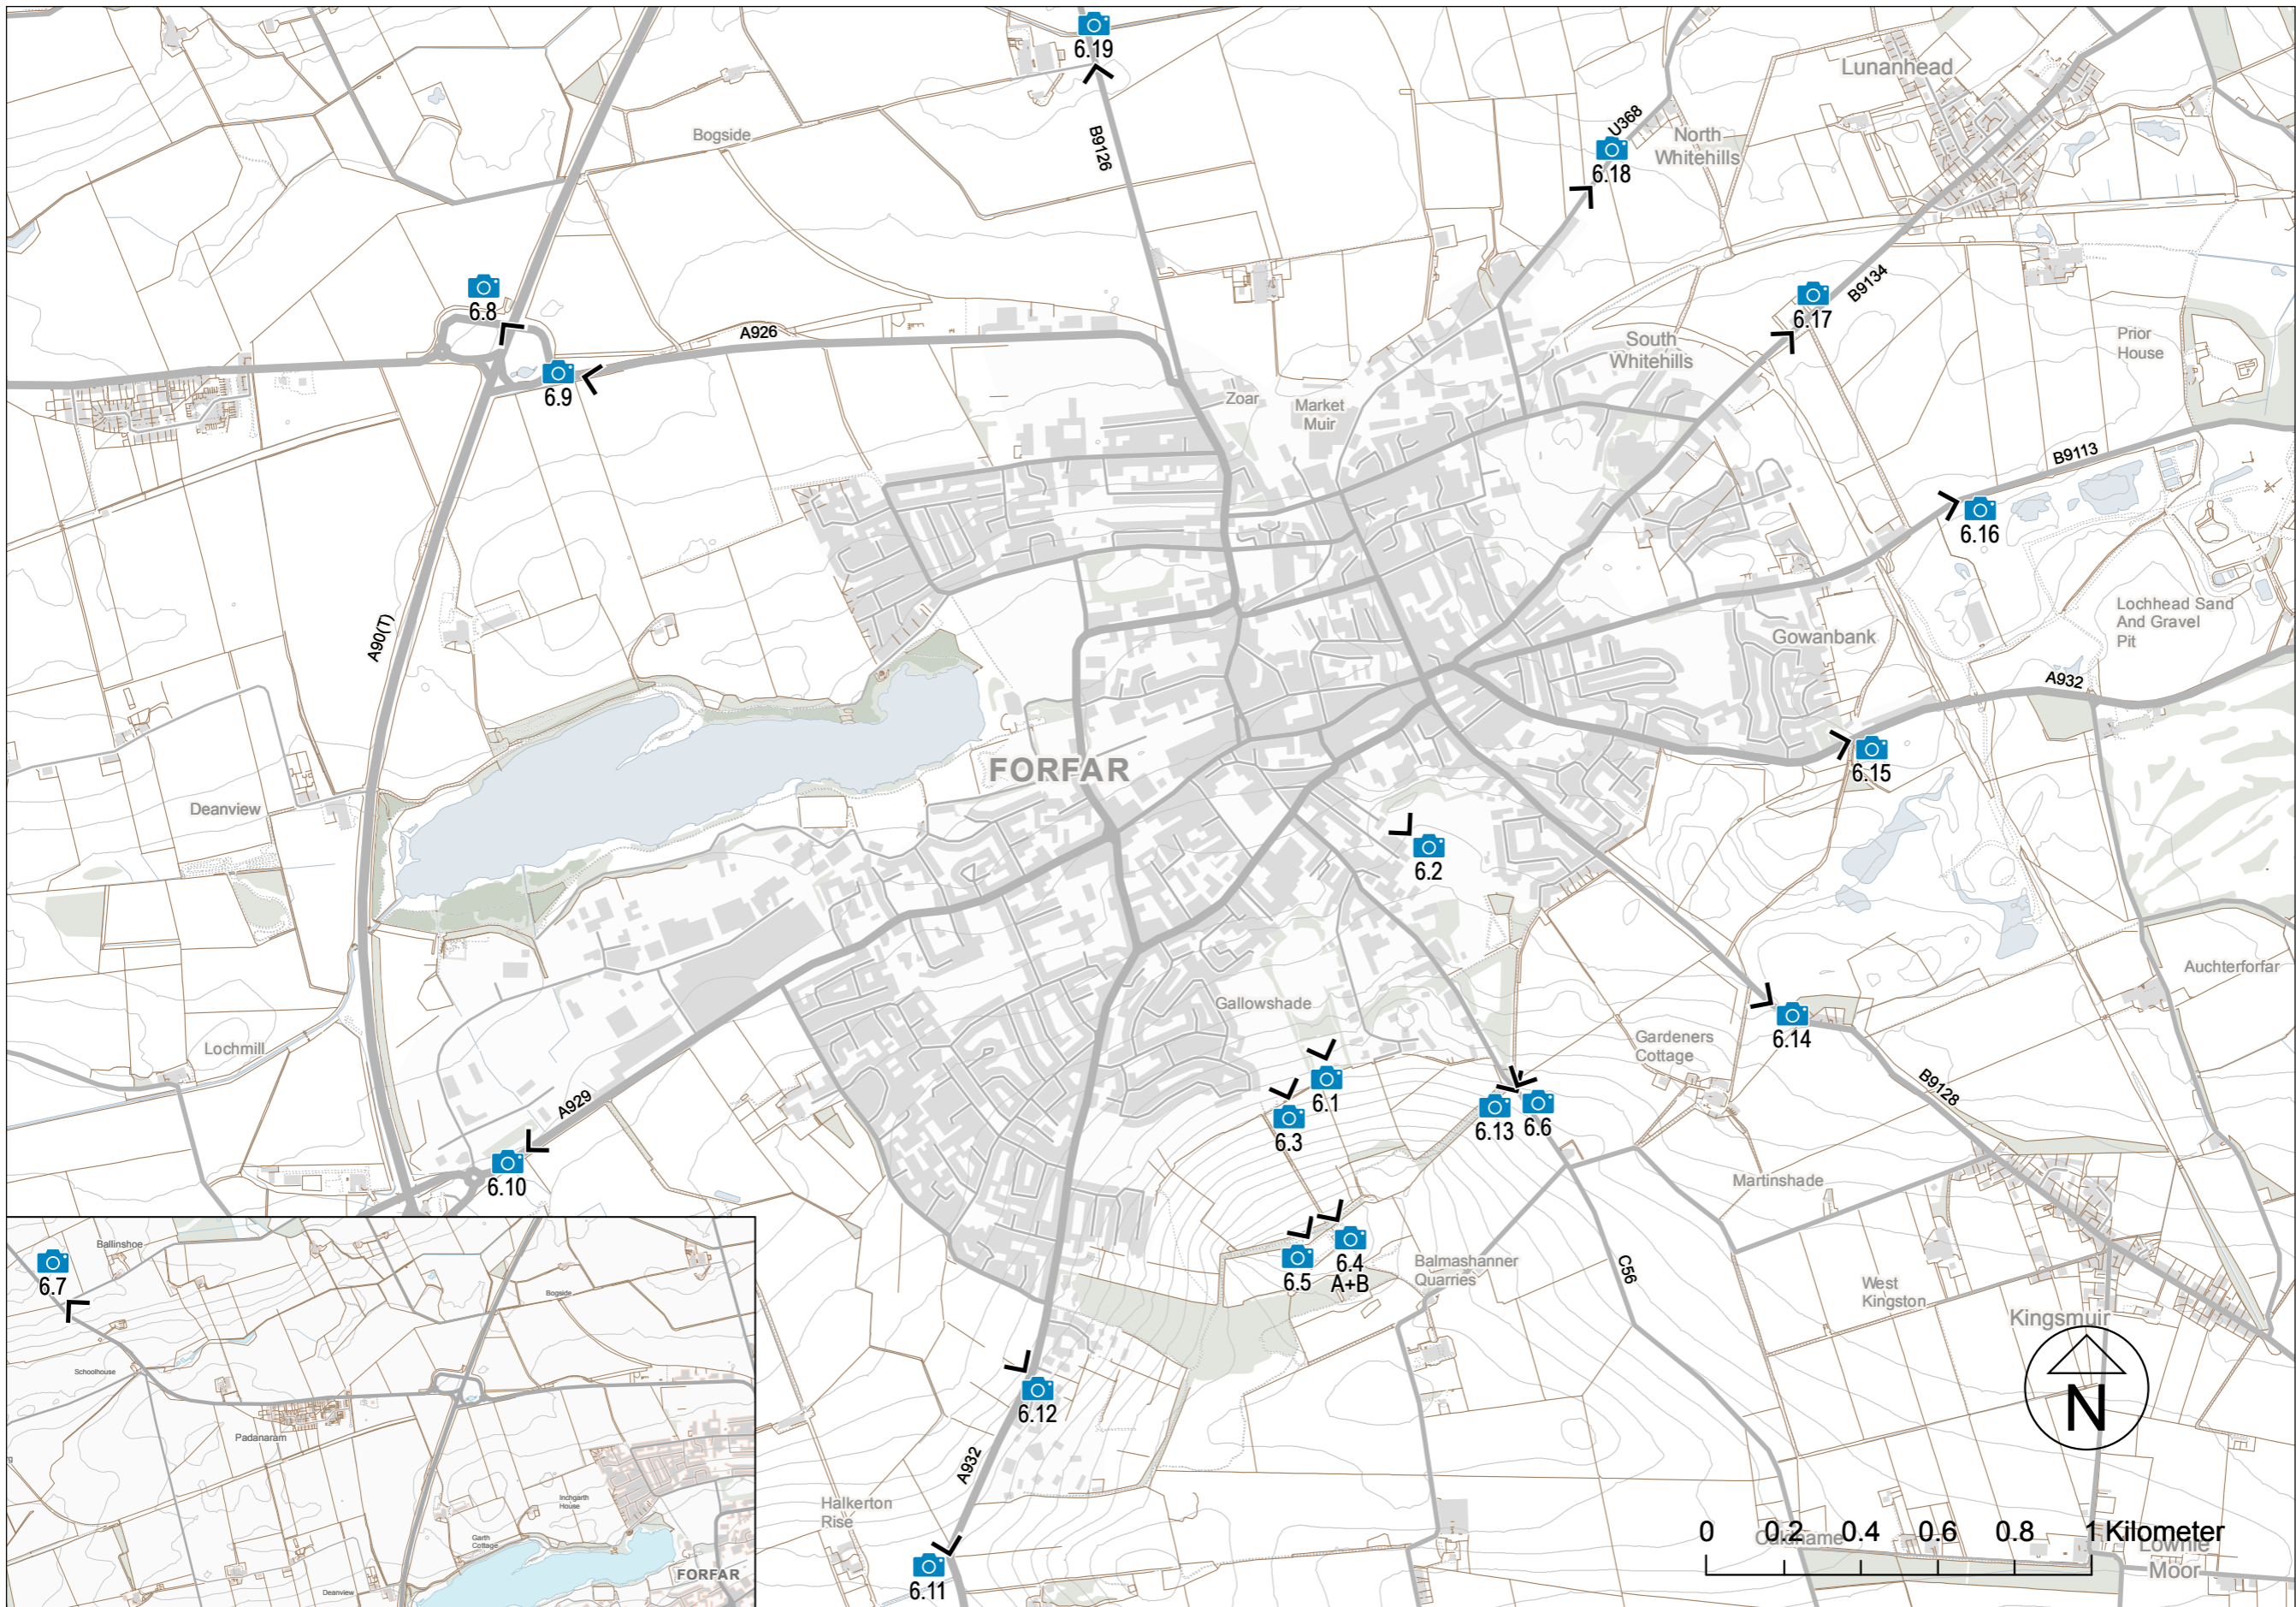 6.19
Lunanhead
U368
B9126
Bogside
North
Whitehills
6.18
6.8
6.17
B9134
A926
South
Whitehills
Prior
House
6.9
Zoar
Market
Muir
B9113
6.16
A90(T)
Lochhead Sand
And Gravel
Pit
Gowanbank
A932
FORFAR
6.15
Deanview
6.2
Auchterforfar
Gallowshade
6.14
Lochmill
Gardeners
Cottage
B9128
A929
6.1
6.3
6.13
6.6
6.10
Martinshade
6.4
A+B
6.5
Balmashanner
Quarries
C56
West
Kingston
Kingsmuir
N
6.12
A932
Halkerton
Rise
6.11
0 0.2 0.4 0.6 0.8 1 Kilometer
Lownie
Moor
Ballinshoe
6.7
Bogside
Schoolhouse
Padanaram
Inchgarth
House
Garth
Cottage
Deanview
FORFAR